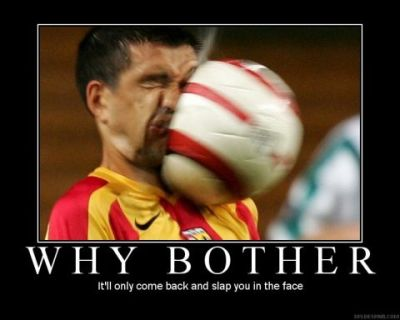 WHY BOTHER
It'll only come back and slap you in the face